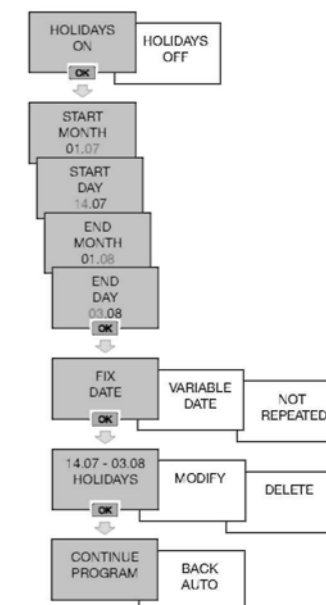 HOLIDAYS
ON
OK
HOLIDAYS
OFF
START
MONTH
01.07
START
DAY
14.07
END
MONTH
01.08
END
DAY
03.08
OK
FIX
DATE
OK
VARIABLE
DATE
NOT
REPEATED
14.07 - 03.08
HOLIDAYS
OK
MODIFY
DELETE
CONTINUE
PROGRAM
BACK
AUTO